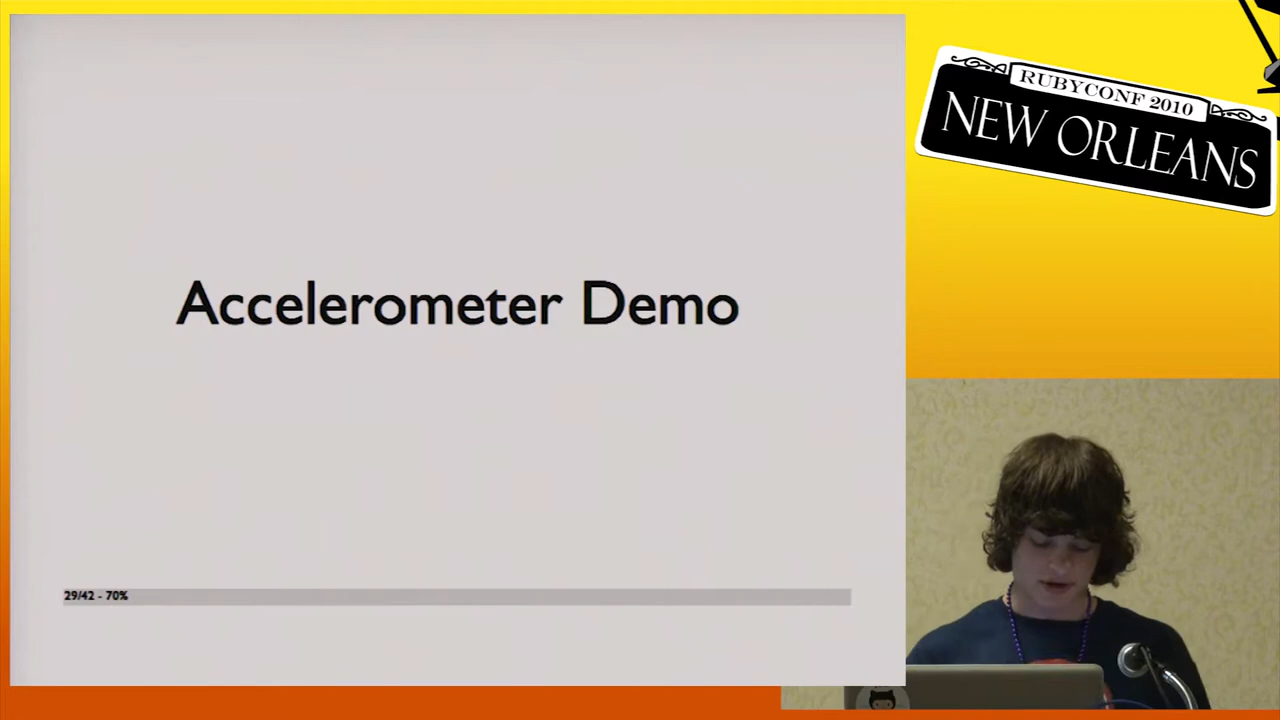 Accelerometer Demo
29/42 - 70%
RUBYCONF 2010
NEW ORLEANS